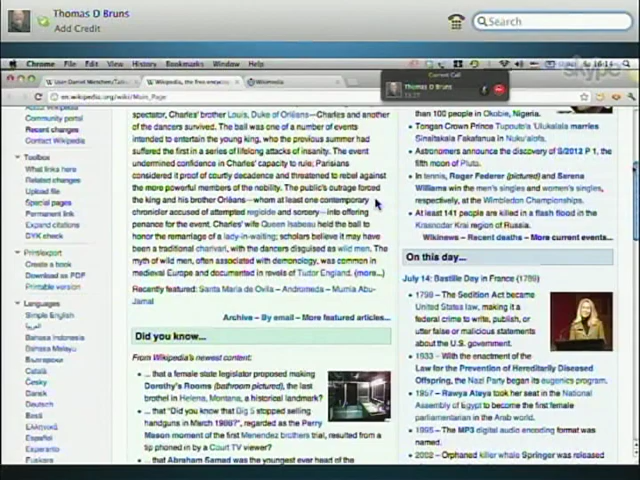 Thomas D Bruns
Add Credit
Search
Chrome File Edit View History Bookmarks Window Help
Current Call
Thomas D Bruns
skype
Wikipedia, the free encyc
Wikimedia
en.wikipedia.org/wiki/Main_Page
Community portal
Recent changes
Contact Wikipedia
Toolbox
What links here
Related changes
Upload file
Special pages
Permanent link
Expand citations
DYK check
Print/export
Create a book
Download as PDF
Printable version
Languages
Simple English
العربية
Bahasa Indonesia
Bahasa Melayu
Български
Català
Česky
Dansk
Deutsch
Eesti
Ελληνικά
Español
Esperanto
Euskara
spectator, Charles' brother Louis, Duke of Orléans—Charles and another
of the dancers survived. The ball was one of a number of events
intended to entertain the young king, who the previous summer had
suffered the first in a series of lifelong attacks of insanity. The event
undermined confidence in Charles' capacity to rule; Parisians
considered it proof of courtly decadence and threatened to rebel against
the more powerful members of the nobility. The public's outrage forced
the king and his brother Orléans—whom at least one contemporary
chronicler accused of attempted regicide and sorcery—into offering
penance for the event. Charles' wife Queen Isabeau held the ball to
honor the remarriage of a lady-in-waiting; scholars believe it may have
been a traditional charivari, with the dancers disguised as wild men. The
myth of wild men, often associated with demonology, was common in
medieval Europe and documented in revels of Tudor England. (more...)
Recently featured: Santa Maria de Ovila – Andromeda – Mumia Abu-
Jamal
Archive – By email – More featured articles...
Did you know...
From Wikipedia's newest content:
... that a female state legislator proposed making
Dorothy's Rooms (bathroom pictured), the last
brothel in Helena, Montana, a historical landmark?
... that "Did you know that Big 5 stopped selling
handguns in March 1988?", regarded as the Perry
Mason moment of the first Menendez brothers trial, resulted from a
tip phoned in by a Court TV viewer?
... that Abraham Samad was the youngest ever head of the
than 100 people in Okobie, Nigeria.
Tongan Crown Prince Tupouto'a 'Ulukalala marries
Sinaitakala Fakafanua in Nuku'alofa.
Astronomers announce the discovery of S/2012 P 1, the
fifth moon of Pluto.
In tennis, Roger Federer (pictured) and Serena
Williams win the men's singles and women's singles,
respectively, at the Wimbledon Championships.
At least 141 people are killed in a flash flood in the
Krasnodar Krai region of Russia.
Wikinews – Recent deaths – More current events...
On this day...
July 14: Bastille Day in France (1789)
1798 – The Sedition Act became
United States law, making it a
federal crime to write, publish, or
utter false or malicious statements
about the U.S. government.
1933 – With the enactment of the
Law for the Prevention of Hereditarily Diseased
Offspring, the Nazi Party began its eugenics program.
1957 – Rawya Ateya took her seat in the National
Assembly of Egypt to become the first female
parliamentarian in the Arab world.
1995 – The MP3 digital audio encoding format was
named.
2002 – Orphaned killer whale Springer was released